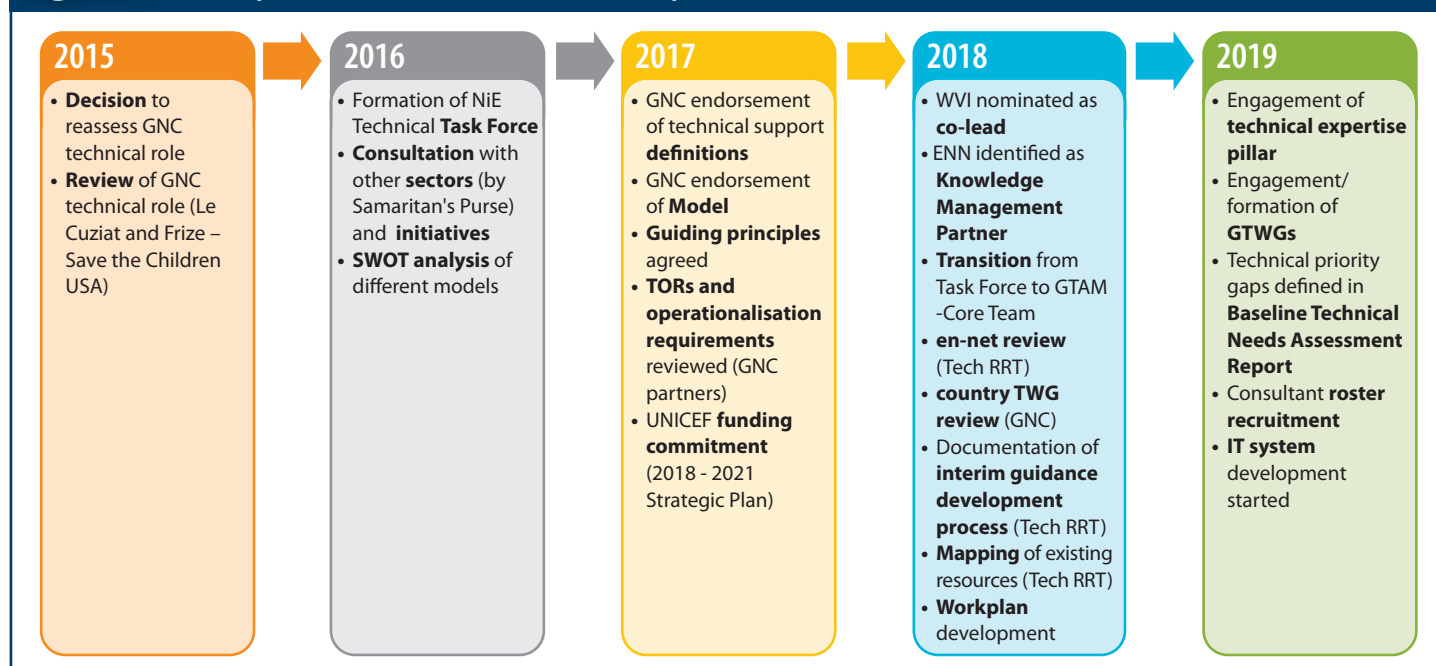 2015
• Decision to
reassess GNC
technical role
• Review of GNC
technical role (Le
Cuziat and Frize –
Save the Children
USA)
2016
• Formation of NiE
Technical Task Force
• Consultation with
other sectors (by
Samaritan's Purse)
and initiatives
• SWOT analysis of
different models
2017
• GNC endorsement
of technical support
definitions
• GNC endorsement
of Model
• Guiding principles
agreed
• TORs and
operationalisation
requirements
reviewed (GNC
partners)
• UNICEF funding
commitment
(2018 - 2021
Strategic Plan)
2018
• WVI nominated as
co-lead
• ENN identified as
Knowledge
Management
Partner
• Transition from
Task Force to GTAM
-Core Team
• en-net review
(Tech RRT)
• country TWG
review (GNC)
• Documentation of
interim guidance
development
process (Tech RRT)
• Mapping of existing
resources (Tech RRT)
• Workplan
development
2019
• Engagement of
technical expertise
pillar
• Engagement/
formation of
GTWGs
• Technical priority
gaps defined in
Baseline Technical
Needs Assessment
Report
• Consultant roster
recruitment
• IT system
development
started